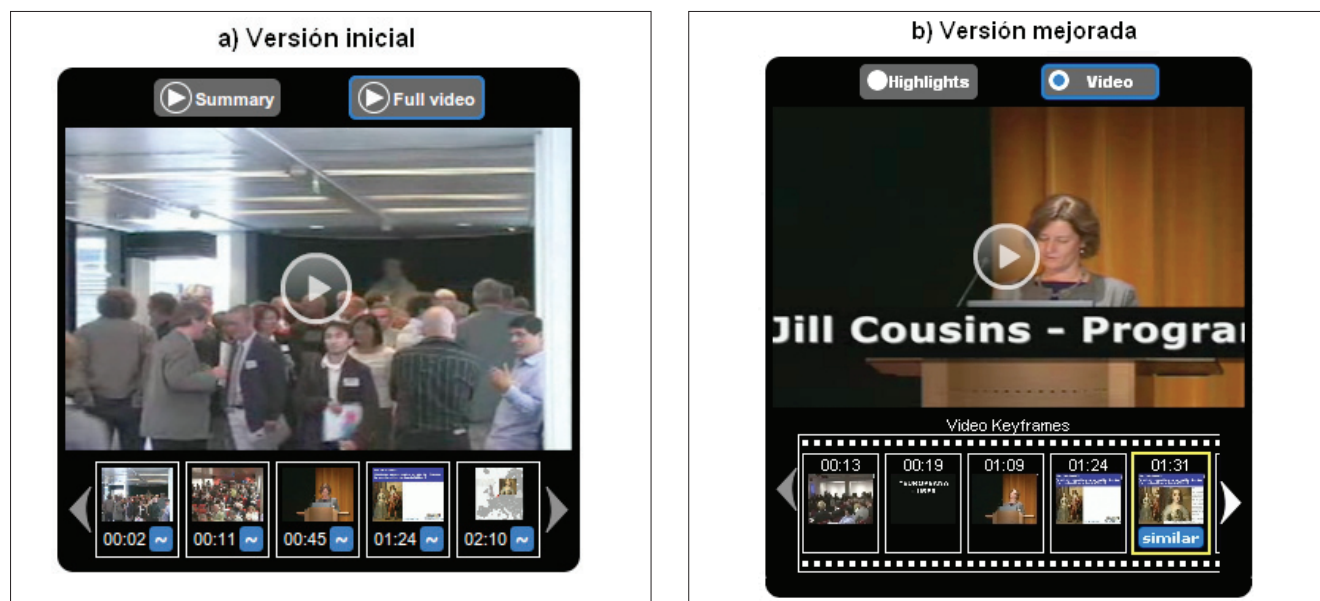 a) Versión inicial
Summary
Full video
00:02 ~
00:11 ~
00:45 ~
01:24 ~
02:10 ~
b) Versión mejorada
Highlights
Video
Jill Cousins - Progra
Video Keyframes
00:13
00:19
01:09
01:24
01:31
similar